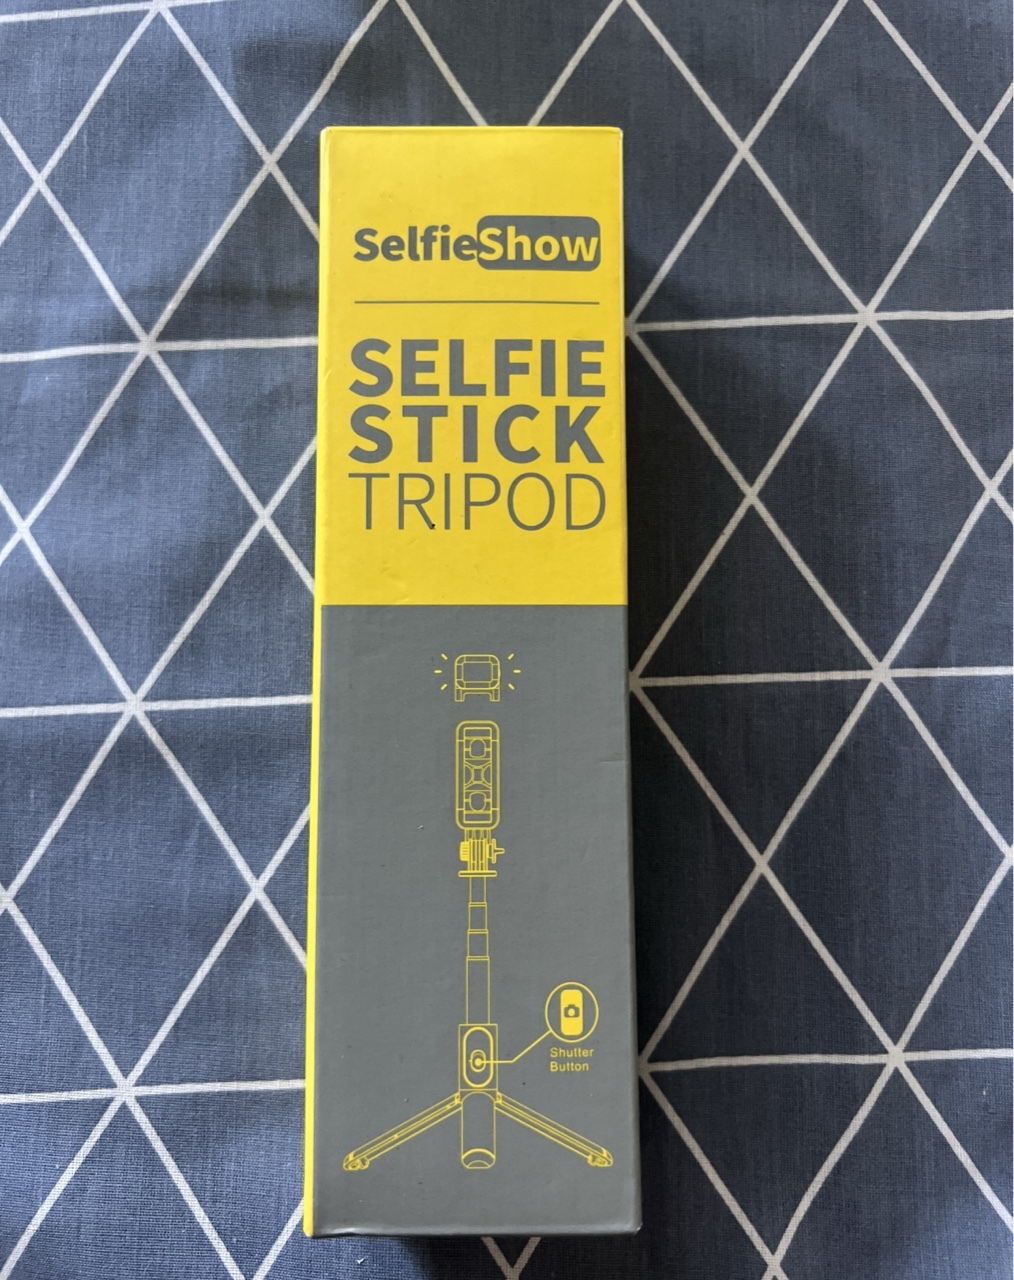 SelfieShow
SELFIE
STICK
TRIPOD
Shutter
Button